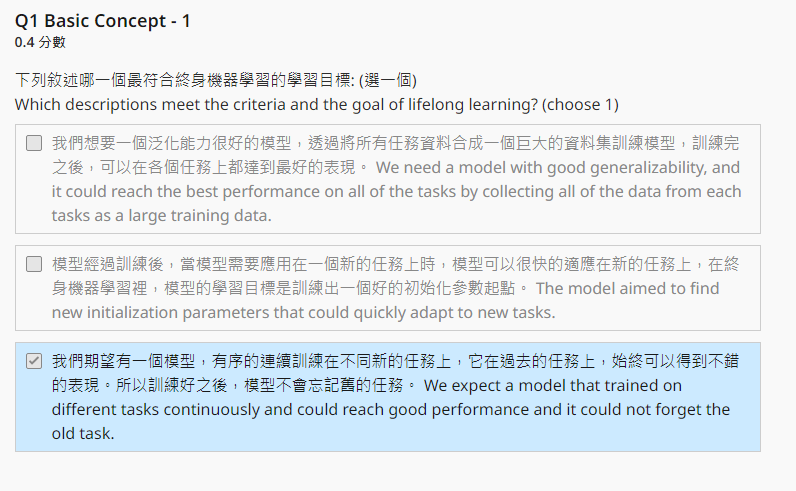 Q1 Basic Concept - 1
0.4 分數
下列敘述哪一個最符合終身機器學習的學習目標: (選一個)
Which descriptions meet the criteria and the goal of lifelong learning? (choose 1)
我們想要一個泛化能力很好的模型，透過將所有任務資料合成一個巨大的資料集訓練模型，訓練完
之後，可以在各個任務上都達到最好的表現。 We need a model with good generalizability, and
it could reach the best performance on all of the tasks by collecting all of the data from each
tasks as a large training data.
模型經過訓練後，當模型需要應用在一個新的任務上時，模型可以很快的適應在新的任務上，在終
身機器學習裡，模型的學習目標是訓練出一個好的初始化參數起點。 The model aimed to find
new initialization parameters that could quickly adapt to new tasks.
我們期望有一個模型，有序的連續訓練在不同新的任務上，它在過去的任務上，始終可以得到不錯
的表現。所以訓練好之後，模型不會忘記舊的任務。 We expect a model that trained on
different tasks continuously and could reach good performance and it could not forget the
old task.